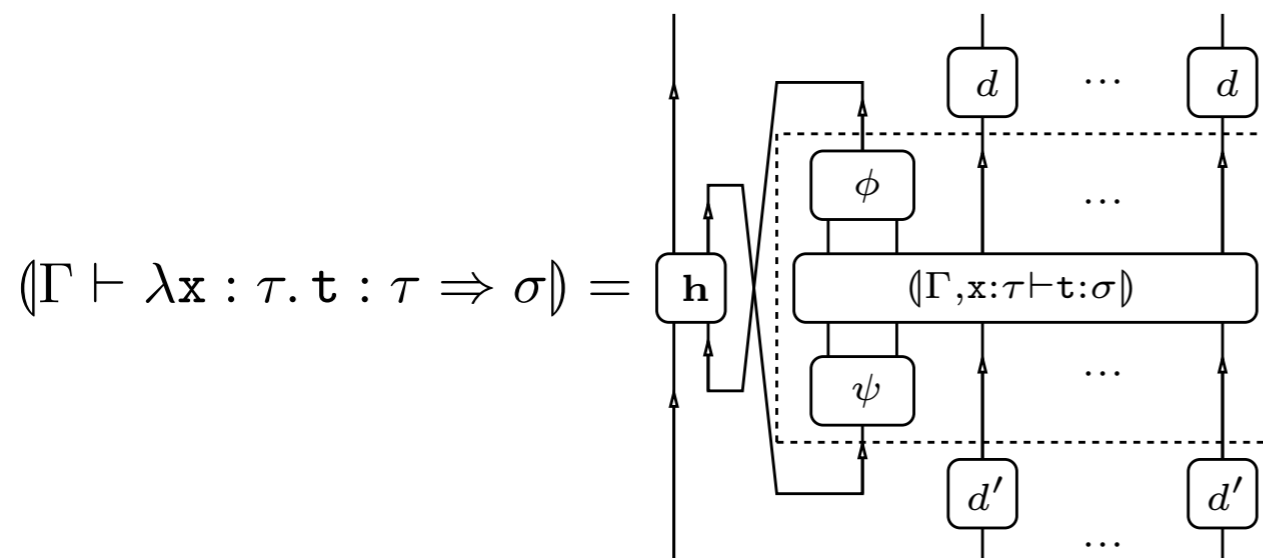 d ... d
φ ...
(|Γ ⊢ λx : τ. t : τ ⇒ σ|) = h (|Γ,x:τ⊢t:σ|)
ψ ...
d′ d′
...